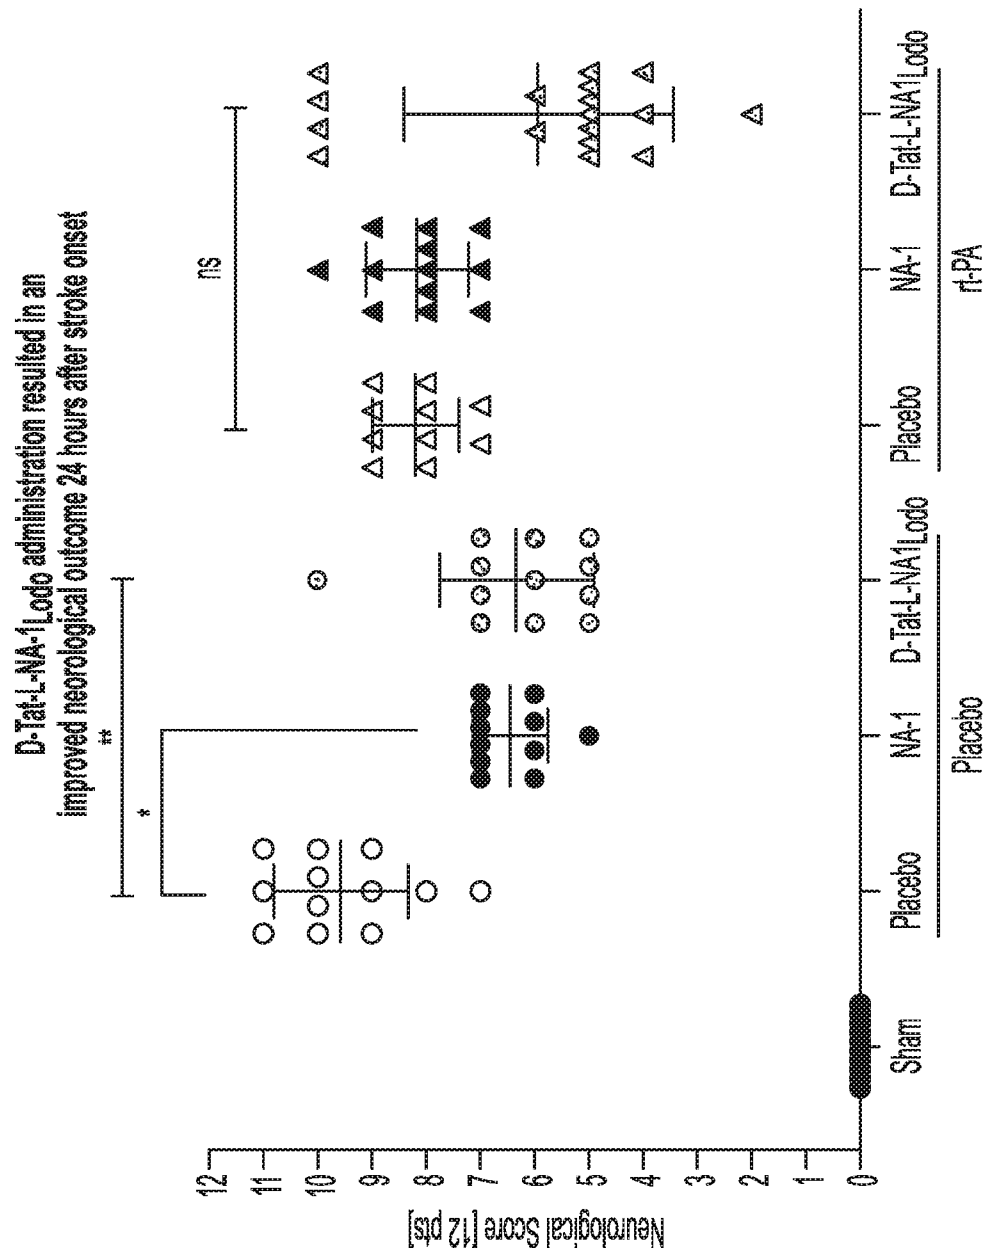 D-Tat-L-NA-1Lodo administration resulted in an
improved neorological outcome 24 hours after stroke onset
**
*
ns
Neurological Score [12 pts]
12
11
10
9
8
7
6
5
4
3
2
1
0
Sham
Placebo
NA-1
D-Tat-L-NA1Lodo
Placebo
NA-1
D-Tat-L-NA1Lodo
Placebo
rt-PA